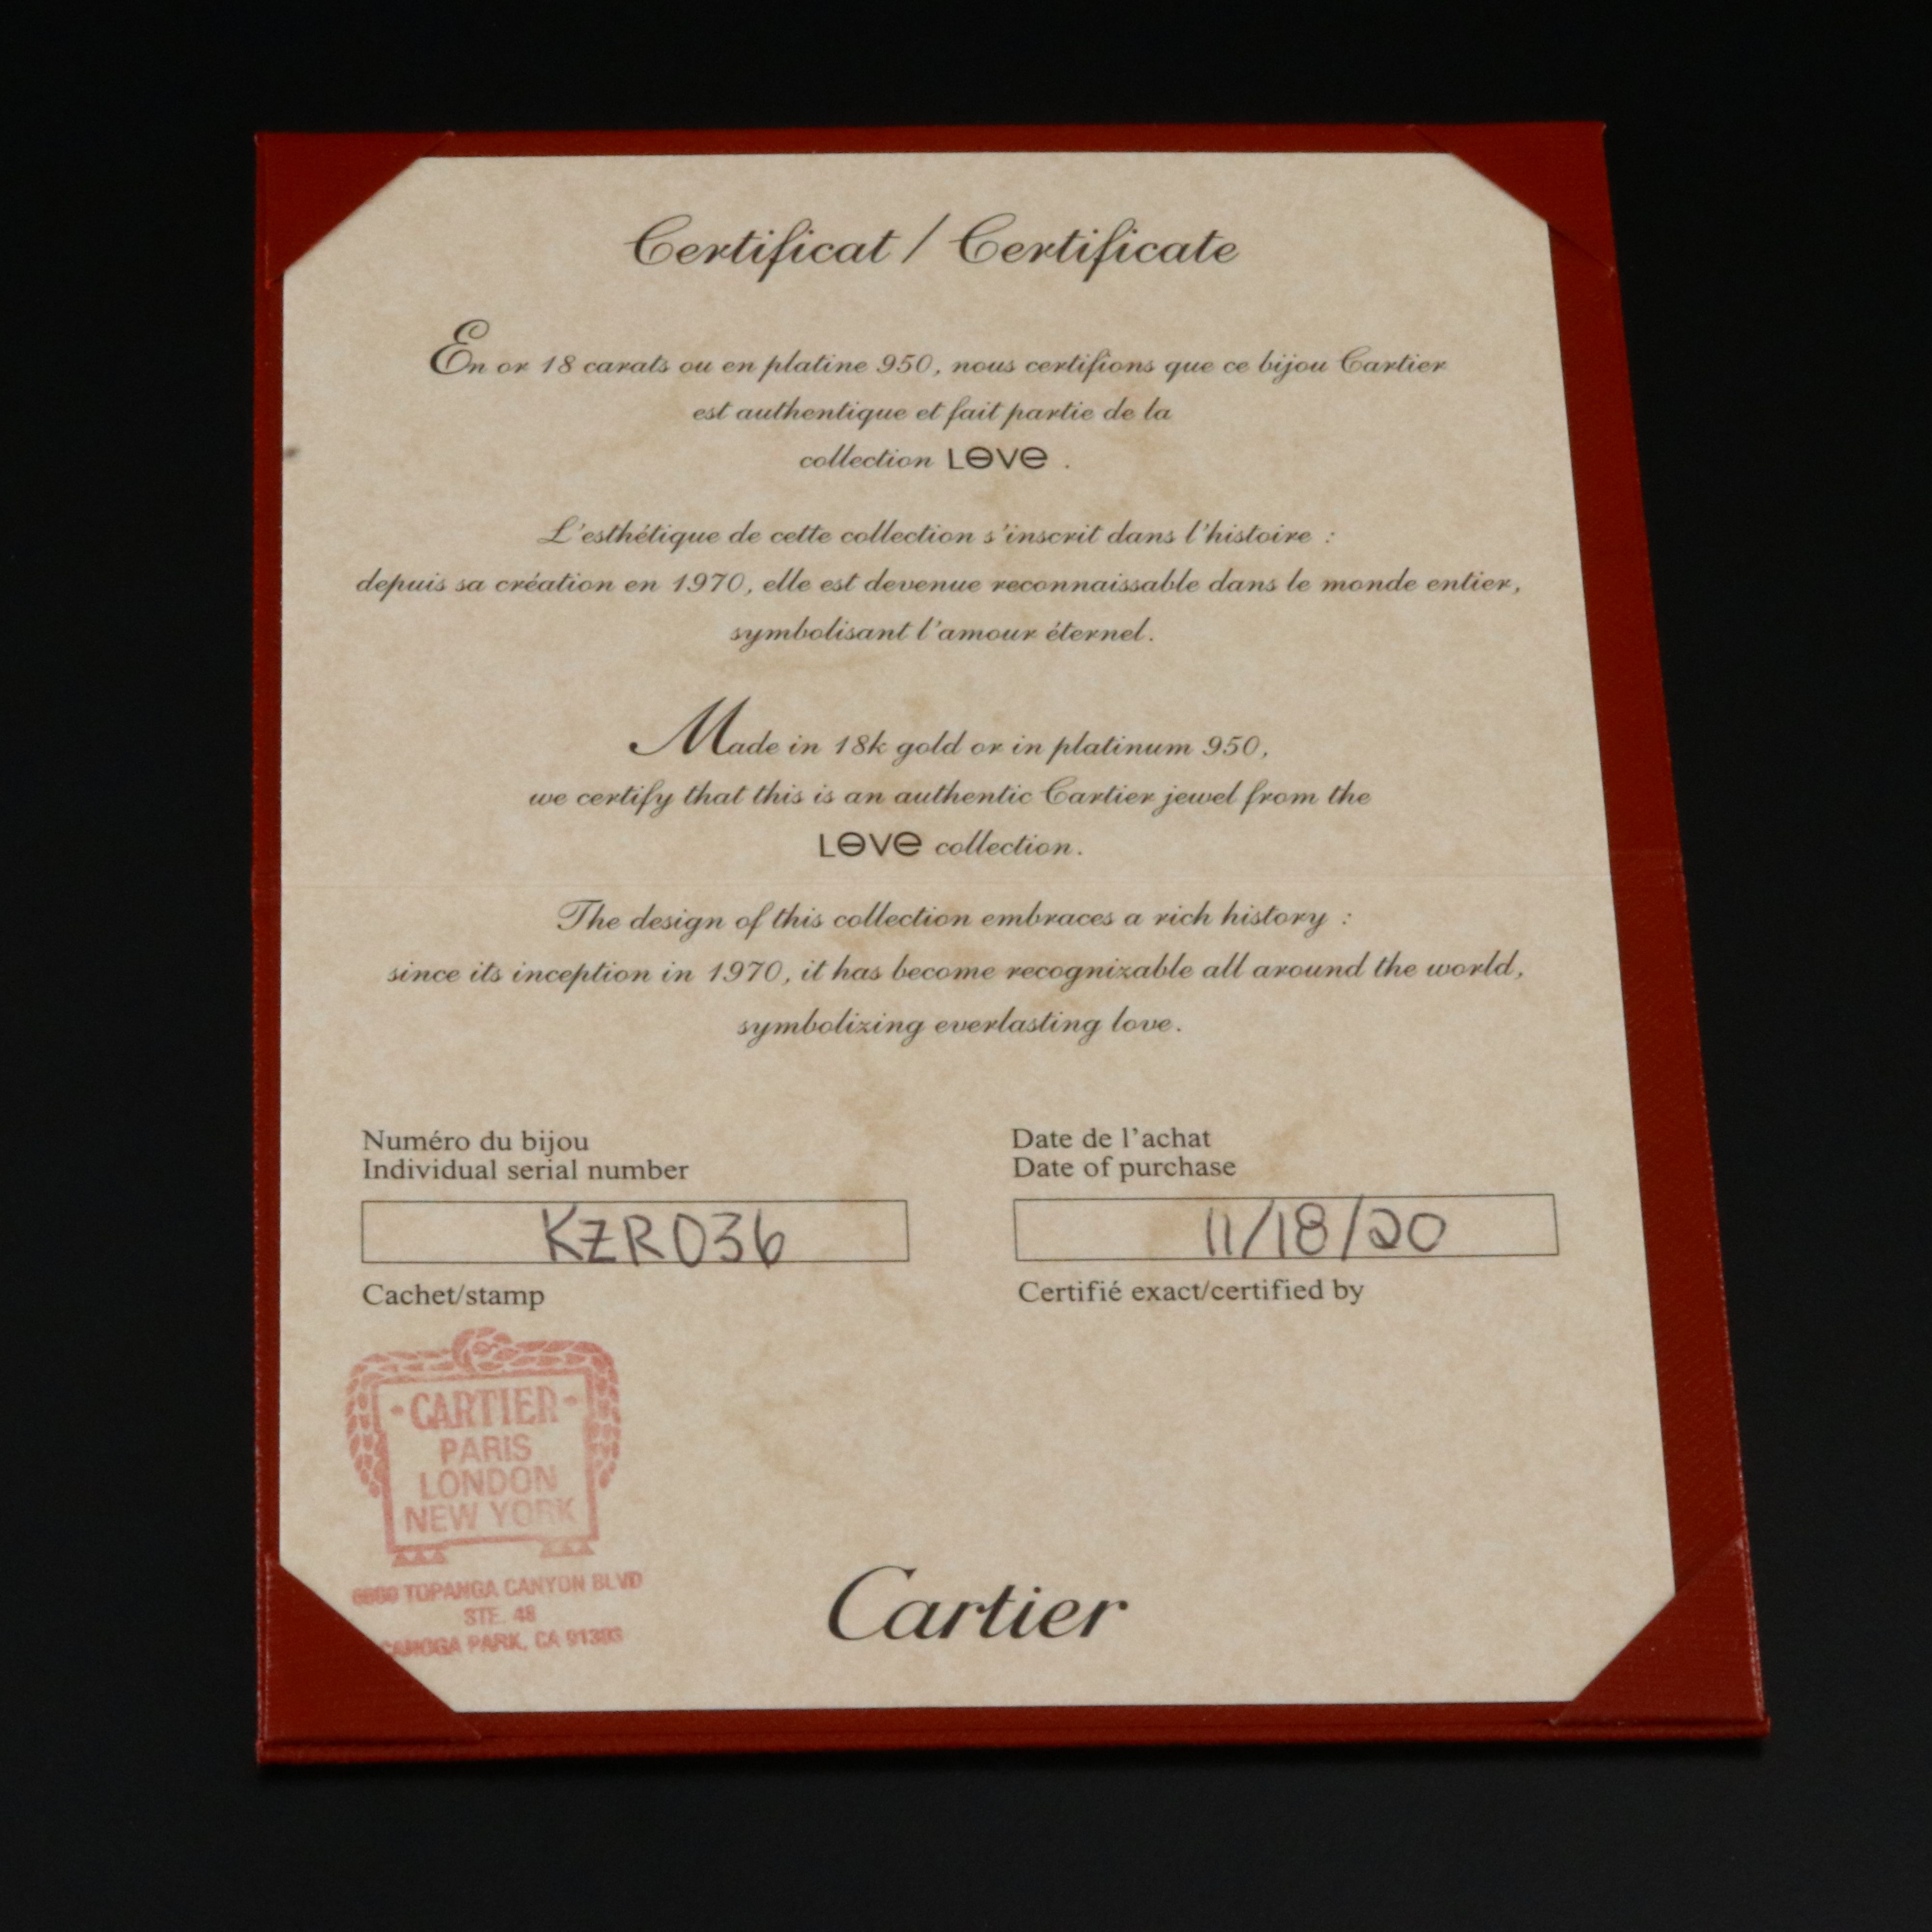 Certificat / Certificate
En or 18 carats ou en platine 950, nous certifions que ce bijou Cartier
est authentique et fait partie de la
collection LOVE .
L'esthétique de cette collection s'inscrit dans l'histoire :
depuis sa création en 1970, elle est devenue reconnaissable dans le monde entier,
symbolisant l'amour éternel.
Made in 18k gold or in platinum 950,
we certify that this is an authentic Cartier jewel from the
LOVE collection.
The design of this collection embraces a rich history :
since its inception in 1970, it has become recognizable all around the world,
symbolizing everlasting love.
Numéro du bijou
Individual serial number
KZR036
Date de l'achat
Date of purchase
11/18/20
Cachet/stamp
Certifié exact/certified by
CARTIER
PARIS
LONDON
NEW YORK
TOPANGA CANYON BLVD
STE. 48
PARK, CA
Cartier